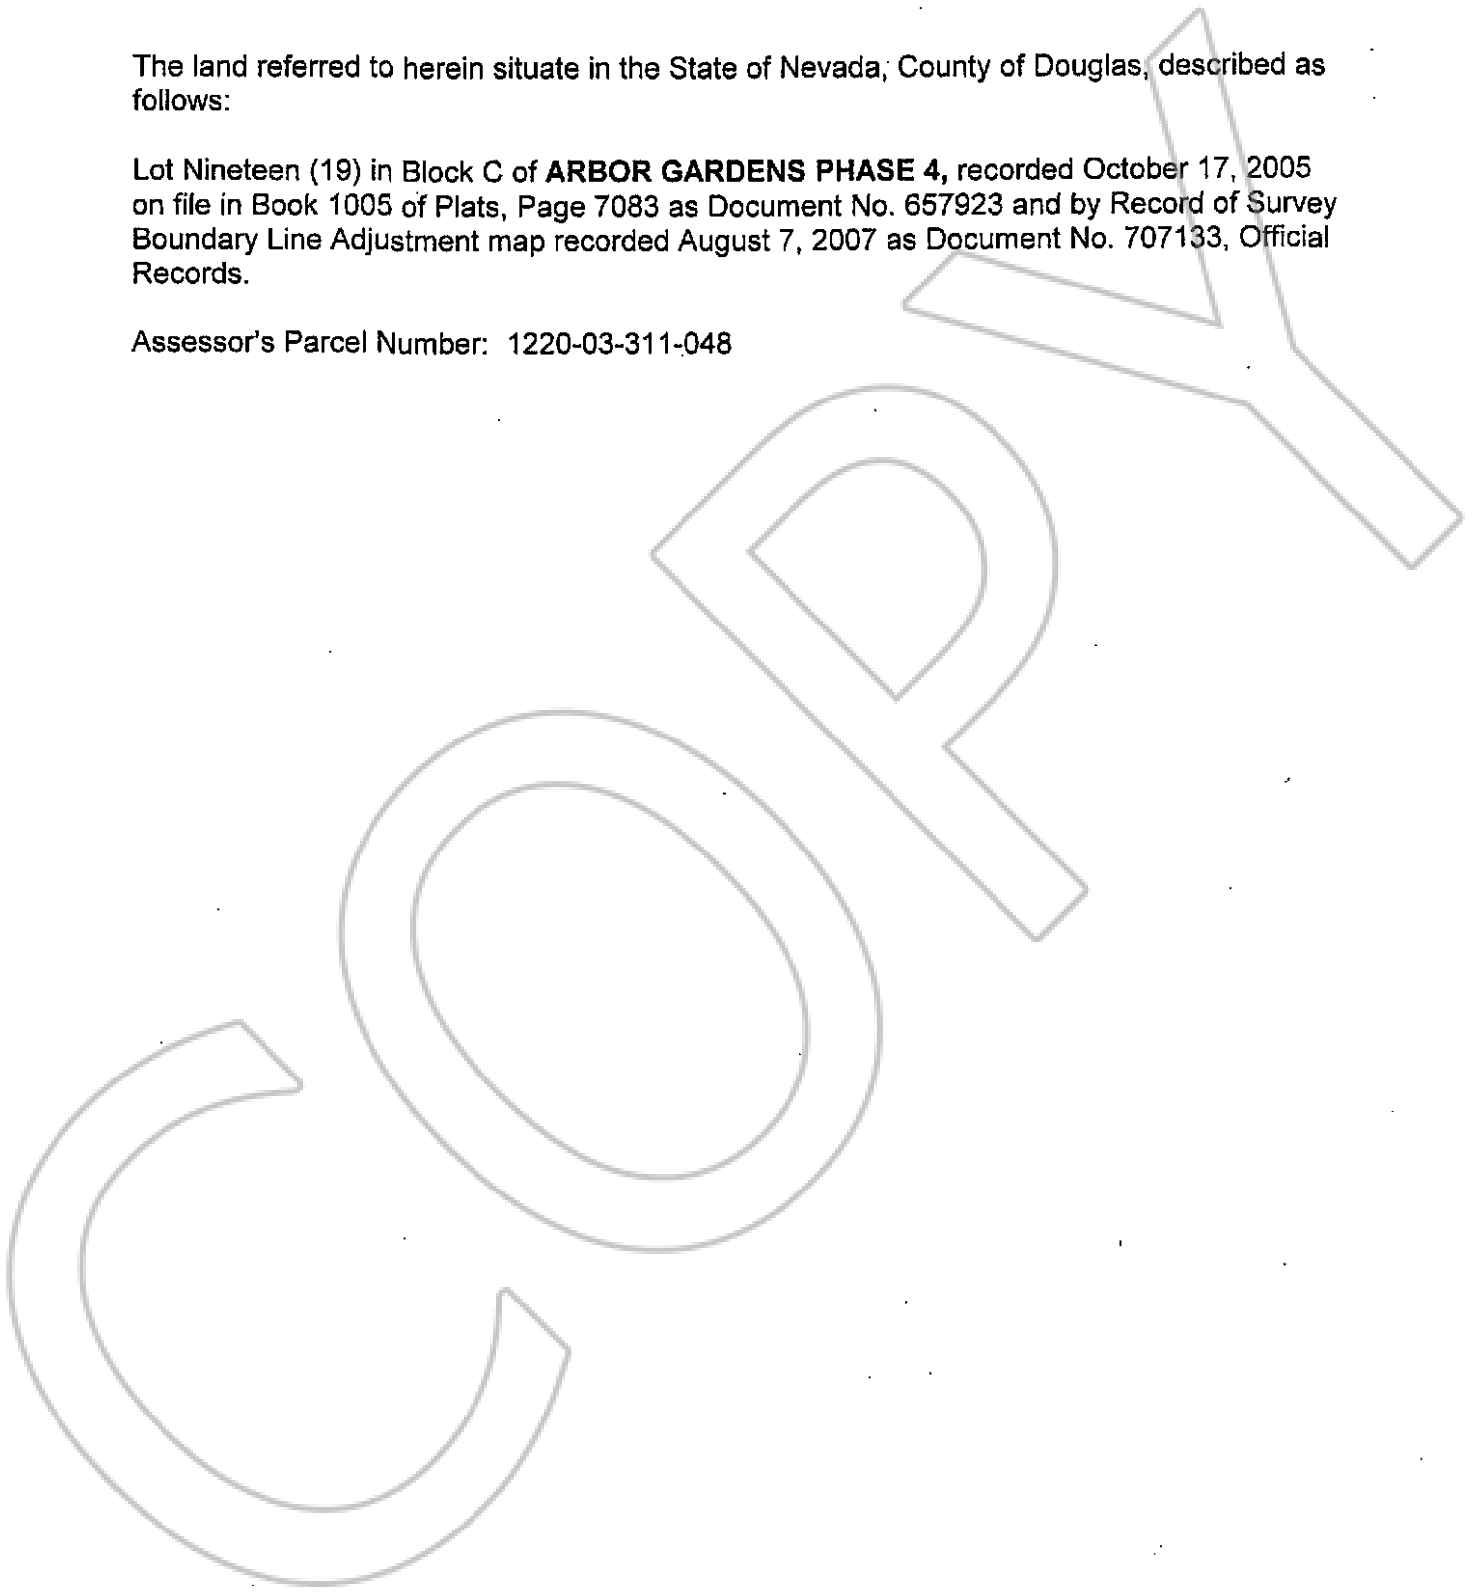 The land referred to herein situate in the State of Nevada, County of Douglas, described as
follows:
Lot Nineteen (19) in Block C of ARBOR GARDENS PHASE 4, recorded October 17, 2005
on file in Book 1005 of Plats, Page 7083 as Document No. 657923 and by Record of Survey
Boundary Line Adjustment map recorded August 7, 2007 as Document No. 707133, Official
Records.
Assessor's Parcel Number: 1220-03-311-048
COPY